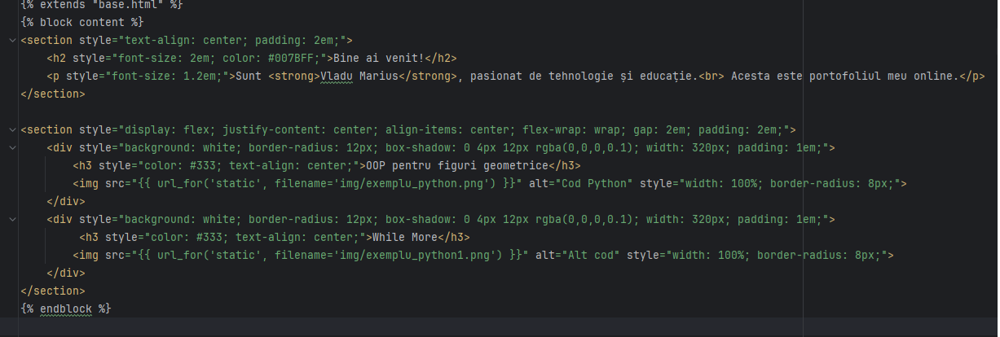 {% extends "base.html" %}
{% block content %}
<section style="text-align: center; padding: 2em;">
    <h2 style="font-size: 2em; color: #007BFF;">Bine ai venit!</h2>
    <p style="font-size: 1.2em;">Sunt <strong>Vladu Marius</strong>, pasionat de tehnologie și educație.<br> Acesta este portofoliul meu online.</p>
</section>

<section style="display: flex; justify-content: center; align-items: center; flex-wrap: wrap; gap: 2em; padding: 2em;">
    <div style="background: white; border-radius: 12px; box-shadow: 0 4px 12px rgba(0,0,0,0.1); width: 320px; padding: 1em;">
        <h3 style="color: #333; text-align: center;">OOP pentru figuri geometrice</h3>
        <img src="{{ url_for('static', filename='img/exemplu_python.png') }}" alt="Cod Python" style="width: 100%; border-radius: 8px;">
    </div>
    <div style="background: white; border-radius: 12px; box-shadow: 0 4px 12px rgba(0,0,0,0.1); width: 320px; padding: 1em;">
         <h3 style="color: #333; text-align: center;">While More</h3>
        <img src="{{ url_for('static', filename='img/exemplu_python1.png') }}" alt="Alt cod" style="width: 100%; border-radius: 8px;">
    </div>
</section>
{% endblock %}